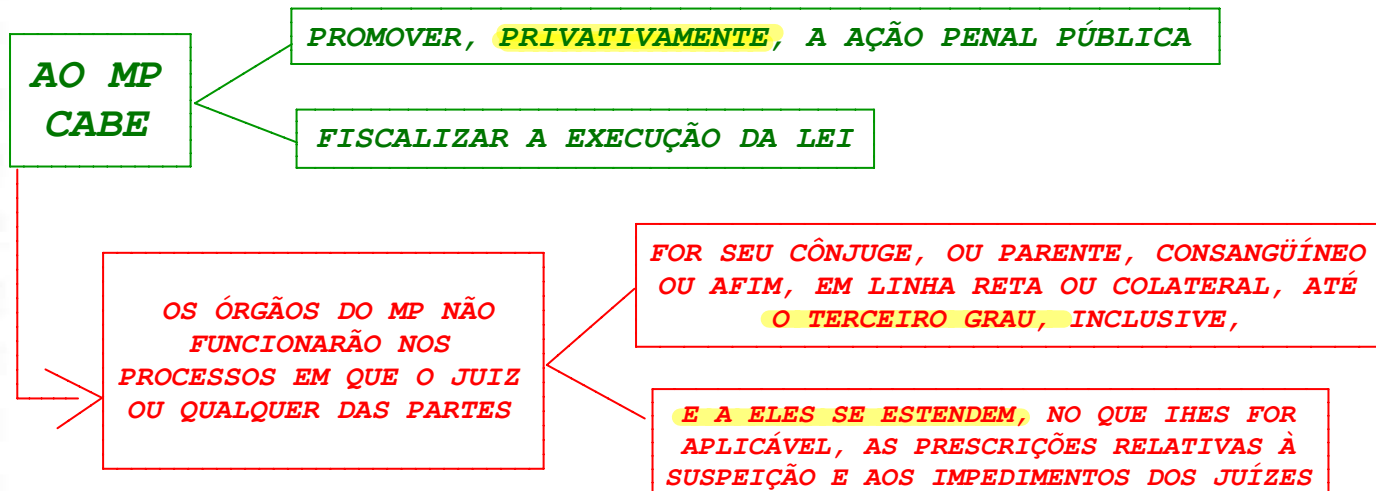 AO MP
CABE
PROMOVER, PRIVATIVAMENTE, A AÇÃO PENAL PÚBLICA
FISCALIZAR A EXECUÇÃO DA LEI
OS ÓRGÃOS DO MP NÃO
FUNCIONARÃO NOS
PROCESSOS EM QUE O JUIZ
OU QUALQUER DAS PARTES
FOR SEU CÔNJUGE, OU PARENTE, CONSANGÜÍNEO
OU AFIM, EM LINHA RETA OU COLATERAL, ATÉ
O TERCEIRO GRAU, INCLUSIVE,
E A ELES SE ESTENDEM, NO QUE IHES FOR
APLICÁVEL, AS PRESCRIÇÕES RELATIVAS À
SUSPEIÇÃO E AOS IMPEDIMENTOS DOS JUÍZES